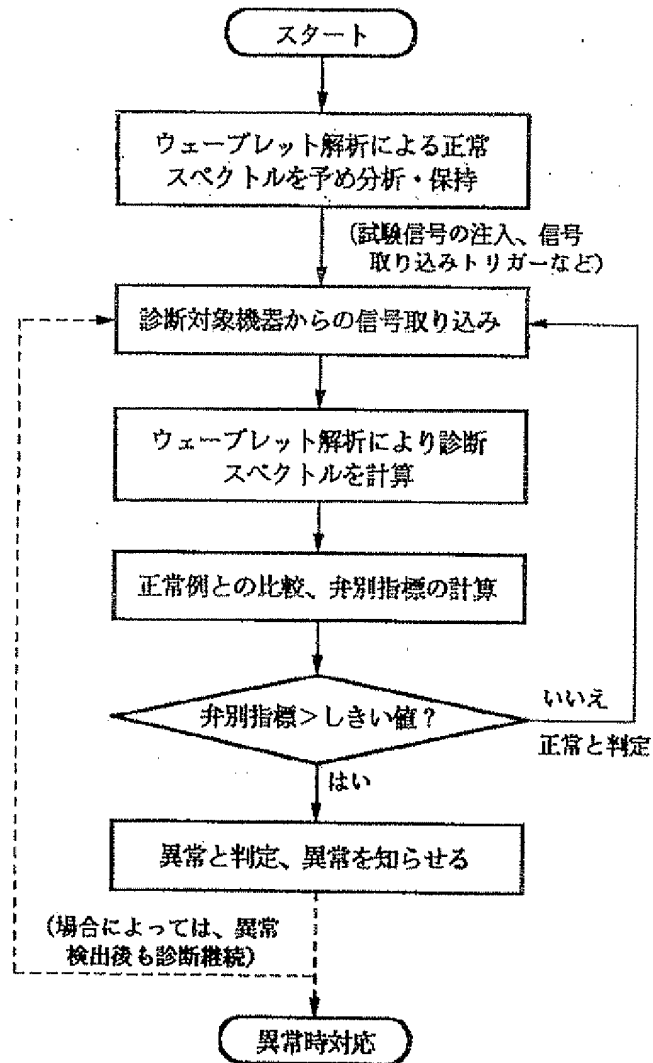 スタート
ウェーブレット解析による正常
スペクトルを予め分析・保持
(試験信号の注入、信号
取り込みトリガーなど)
診断対象機器からの信号取り込み
ウェーブレット解析により診断
スペクトルを計算
正常例との比較、弁別指標の計算
弁別指標>しきい値?
いいえ
正常と判定
はい
異常と判定、異常を知らせる
(場合によっては、異常
検出後も診断継続)
異常時対応